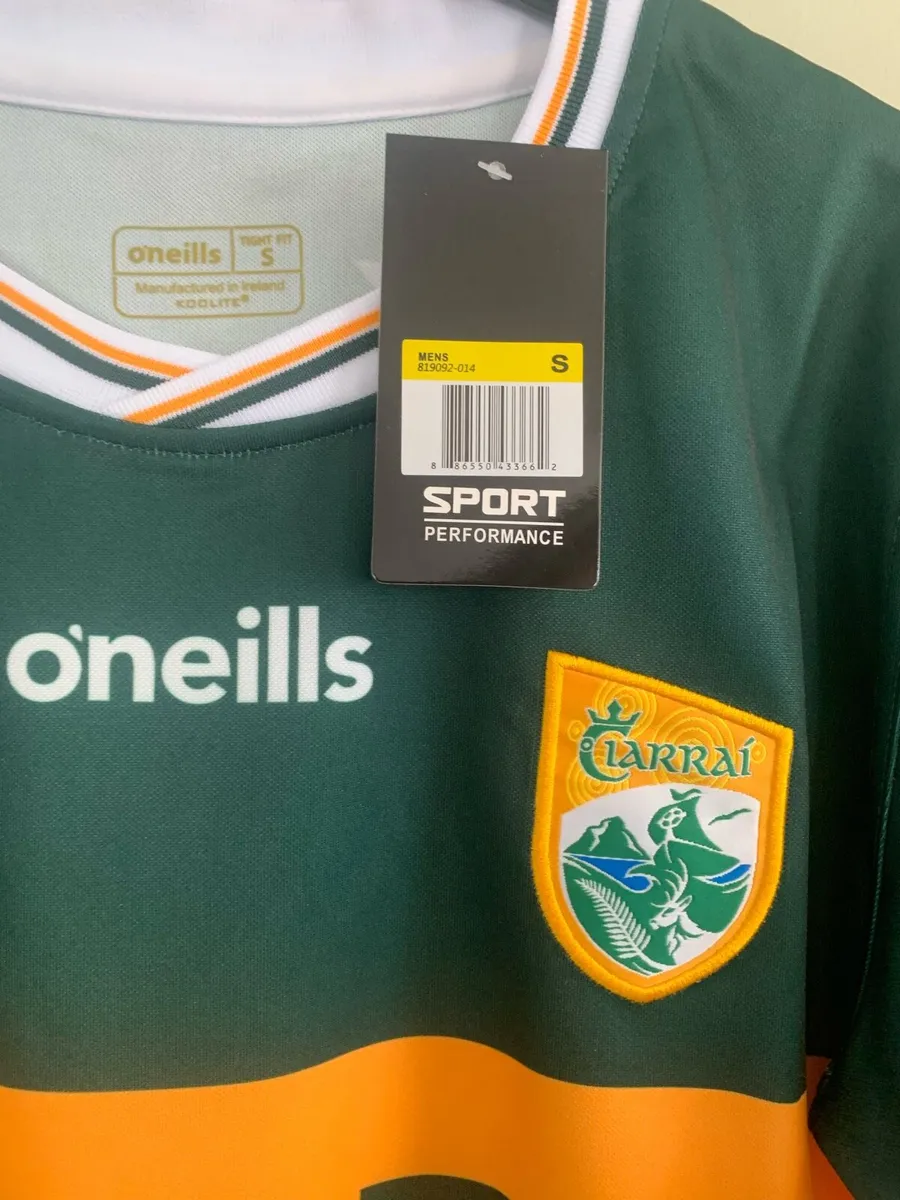 o'neills
TIGHT FIT
S
Manufactured in Ireland
KOOLITE®
MENS
819092-014
S
8 86550 43366 2
SPORT
PERFORMANCE
o'neills
CIARRAÍ